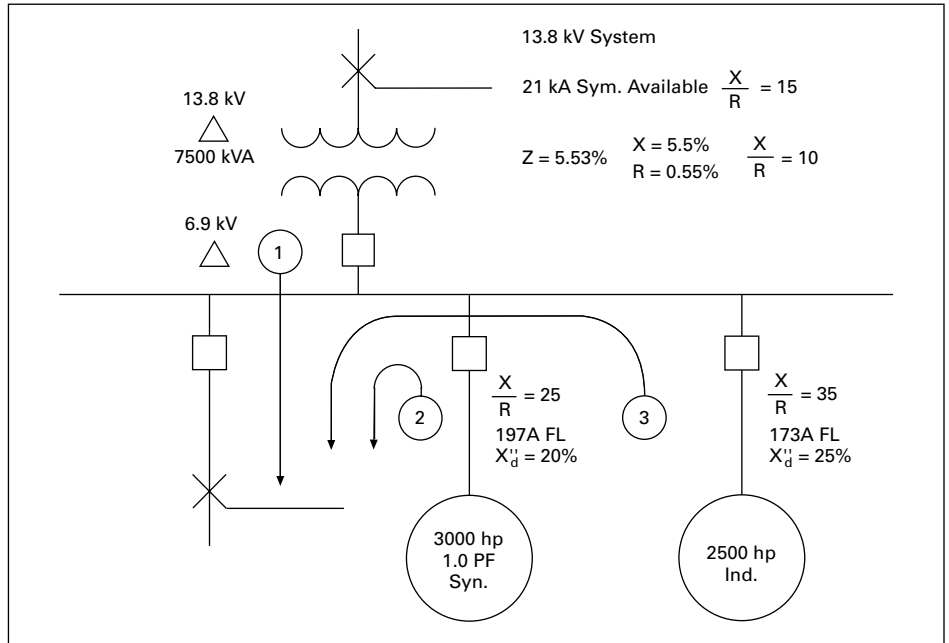 13.8 kV System
21 kA Sym. Available X/R = 15
13.8 kV
7500 kVA
Z = 5.53%
X = 5.5%
R = 0.55%
X/R = 10
6.9 kV
1
2
3
X/R = 25
197A FL
X''d = 20%
X/R = 35
173A FL
X''d = 25%
3000 hp
1.0 PF
Syn.
2500 hp
Ind.